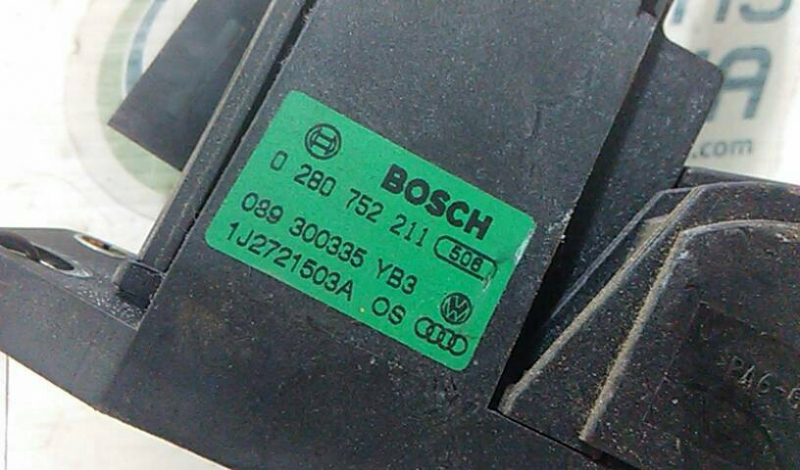 BOSCH
0 280 752 211 508
089 300335 YB3
1J2721503A OS